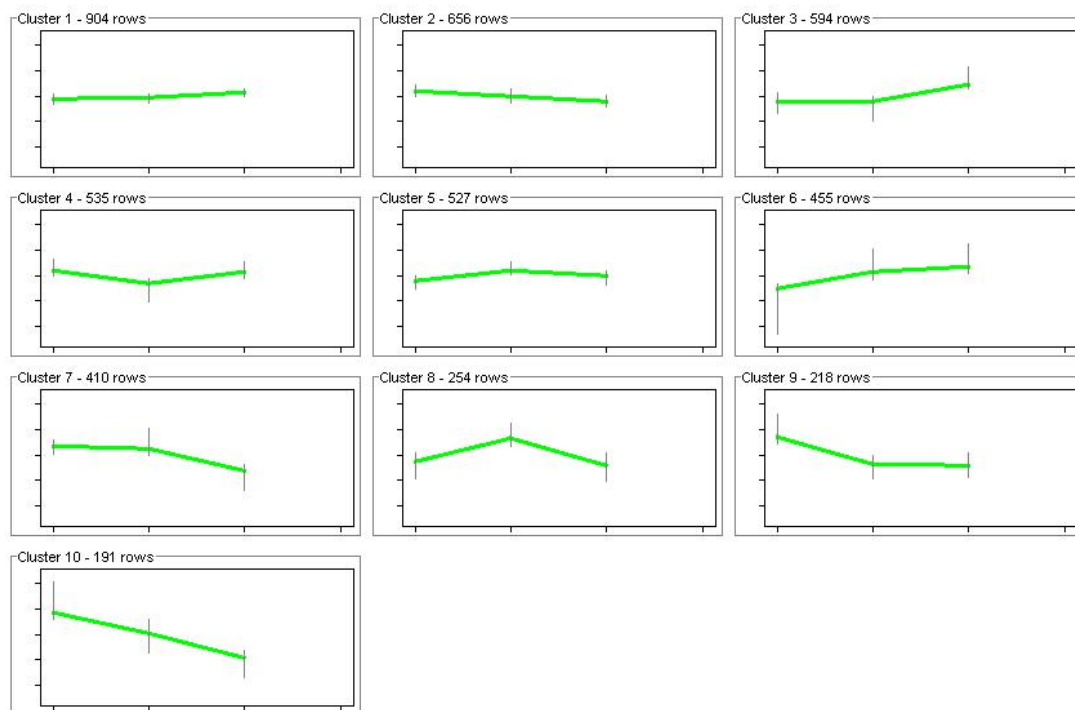 Cluster 1 - 904 rows
Cluster 2 - 656 rows
Cluster 3 - 594 rows
Cluster 4 - 535 rows
Cluster 5 - 527 rows
Cluster 6 - 455 rows
Cluster 7 - 410 rows
Cluster 8 - 254 rows
Cluster 9 - 218 rows
Cluster 10 - 191 rows